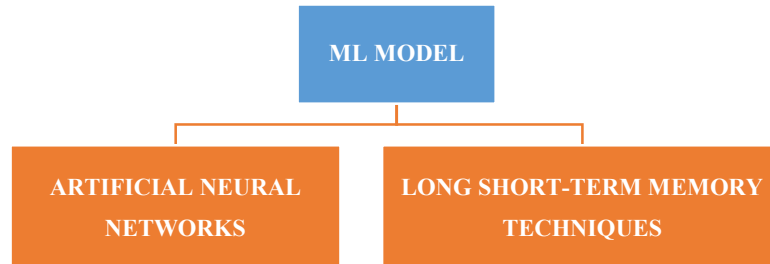 ML MODEL
ARTIFICIAL NEURAL
NETWORKS
LONG SHORT-TERM MEMORY
TECHNIQUES